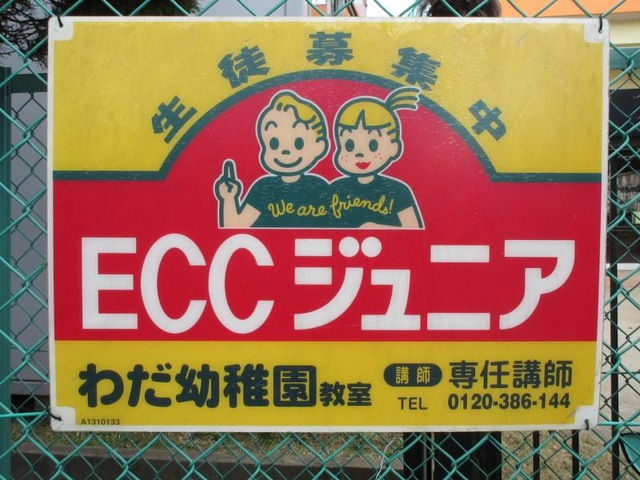 生徒募集中
We are friends!
ECCジュニア
わだ幼稚園教室
講師 専任講師
TEL 0120-386-144
A1310133